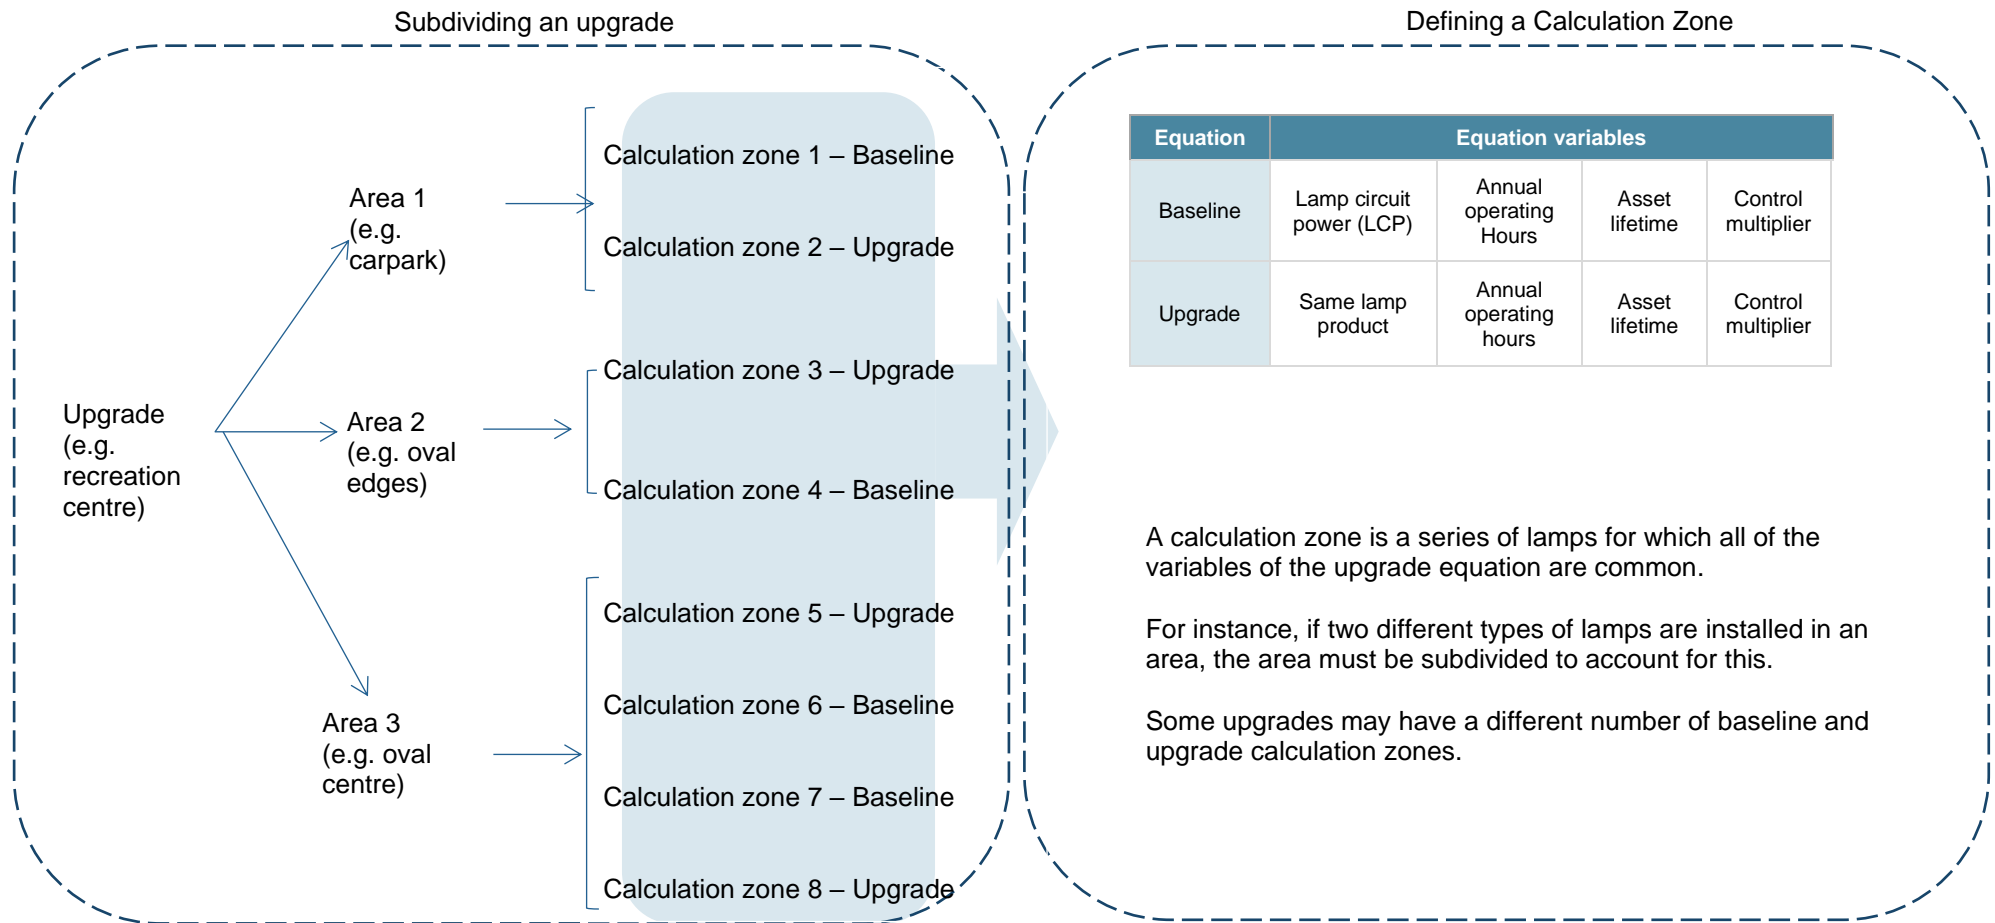 Subdividing an upgrade
Upgrade
(e.g.
recreation
centre)
Area 1
(e.g.
carpark)
Area 2
(e.g. oval
edges)
Area 3
(e.g. oval
centre)
Calculation zone 1 – Baseline
Calculation zone 2 – Upgrade
Calculation zone 3 – Upgrade
Calculation zone 4 – Baseline
Calculation zone 5 – Upgrade
Calculation zone 6 – Baseline
Calculation zone 7 – Baseline
Calculation zone 8 – Upgrade
Defining a Calculation Zone
Equation
Equation variables
Baseline
Lamp circuit
power (LCP)
Annual
operating
Hours
Asset
lifetime
Control
multiplier
Upgrade
Same lamp
product
Annual
operating
hours
Asset
lifetime
Control
multiplier
A calculation zone is a series of lamps for which all of the
variables of the upgrade equation are common.
For instance, if two different types of lamps are installed in an
area, the area must be subdivided to account for this.
Some upgrades may have a different number of baseline and
upgrade calculation zones.